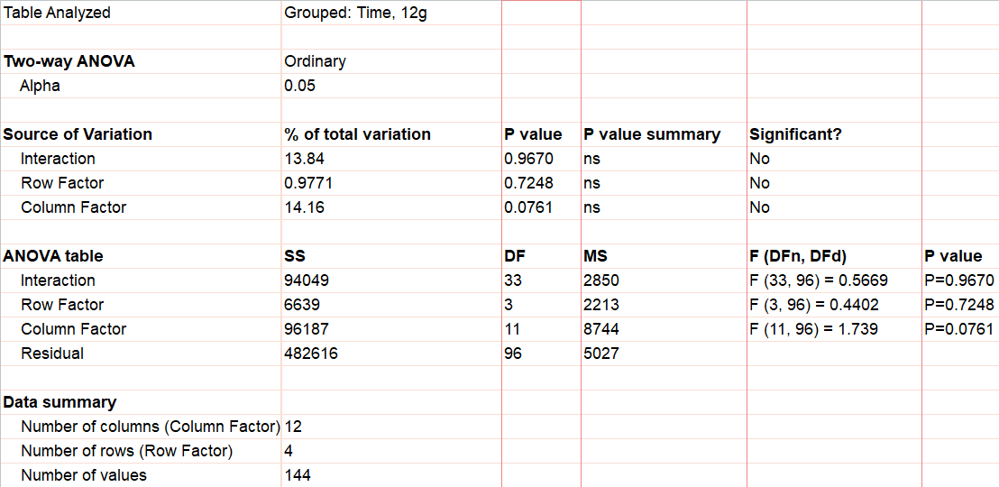 Table Analyzed Grouped: Time, 12g
Two-way ANOVA Ordinary
Alpha 0.05
Source of Variation % of total variation P value P value summary Significant?
Interaction 13.84 0.9670 ns No
Row Factor 0.9771 0.7248 ns No
Column Factor 14.16 0.0761 ns No
ANOVA table SS DF MS F (DFn, DFd) P value
Interaction 94049 33 2850 F (33, 96) = 0.5669 P=0.9670
Row Factor 6639 3 2213 F (3, 96) = 0.4402 P=0.7248
Column Factor 96187 11 8744 F (11, 96) = 1.739 P=0.0761
Residual 482616 96 5027
Data summary
Number of columns (Column Factor) 12
Number of rows (Row Factor) 4
Number of values 144